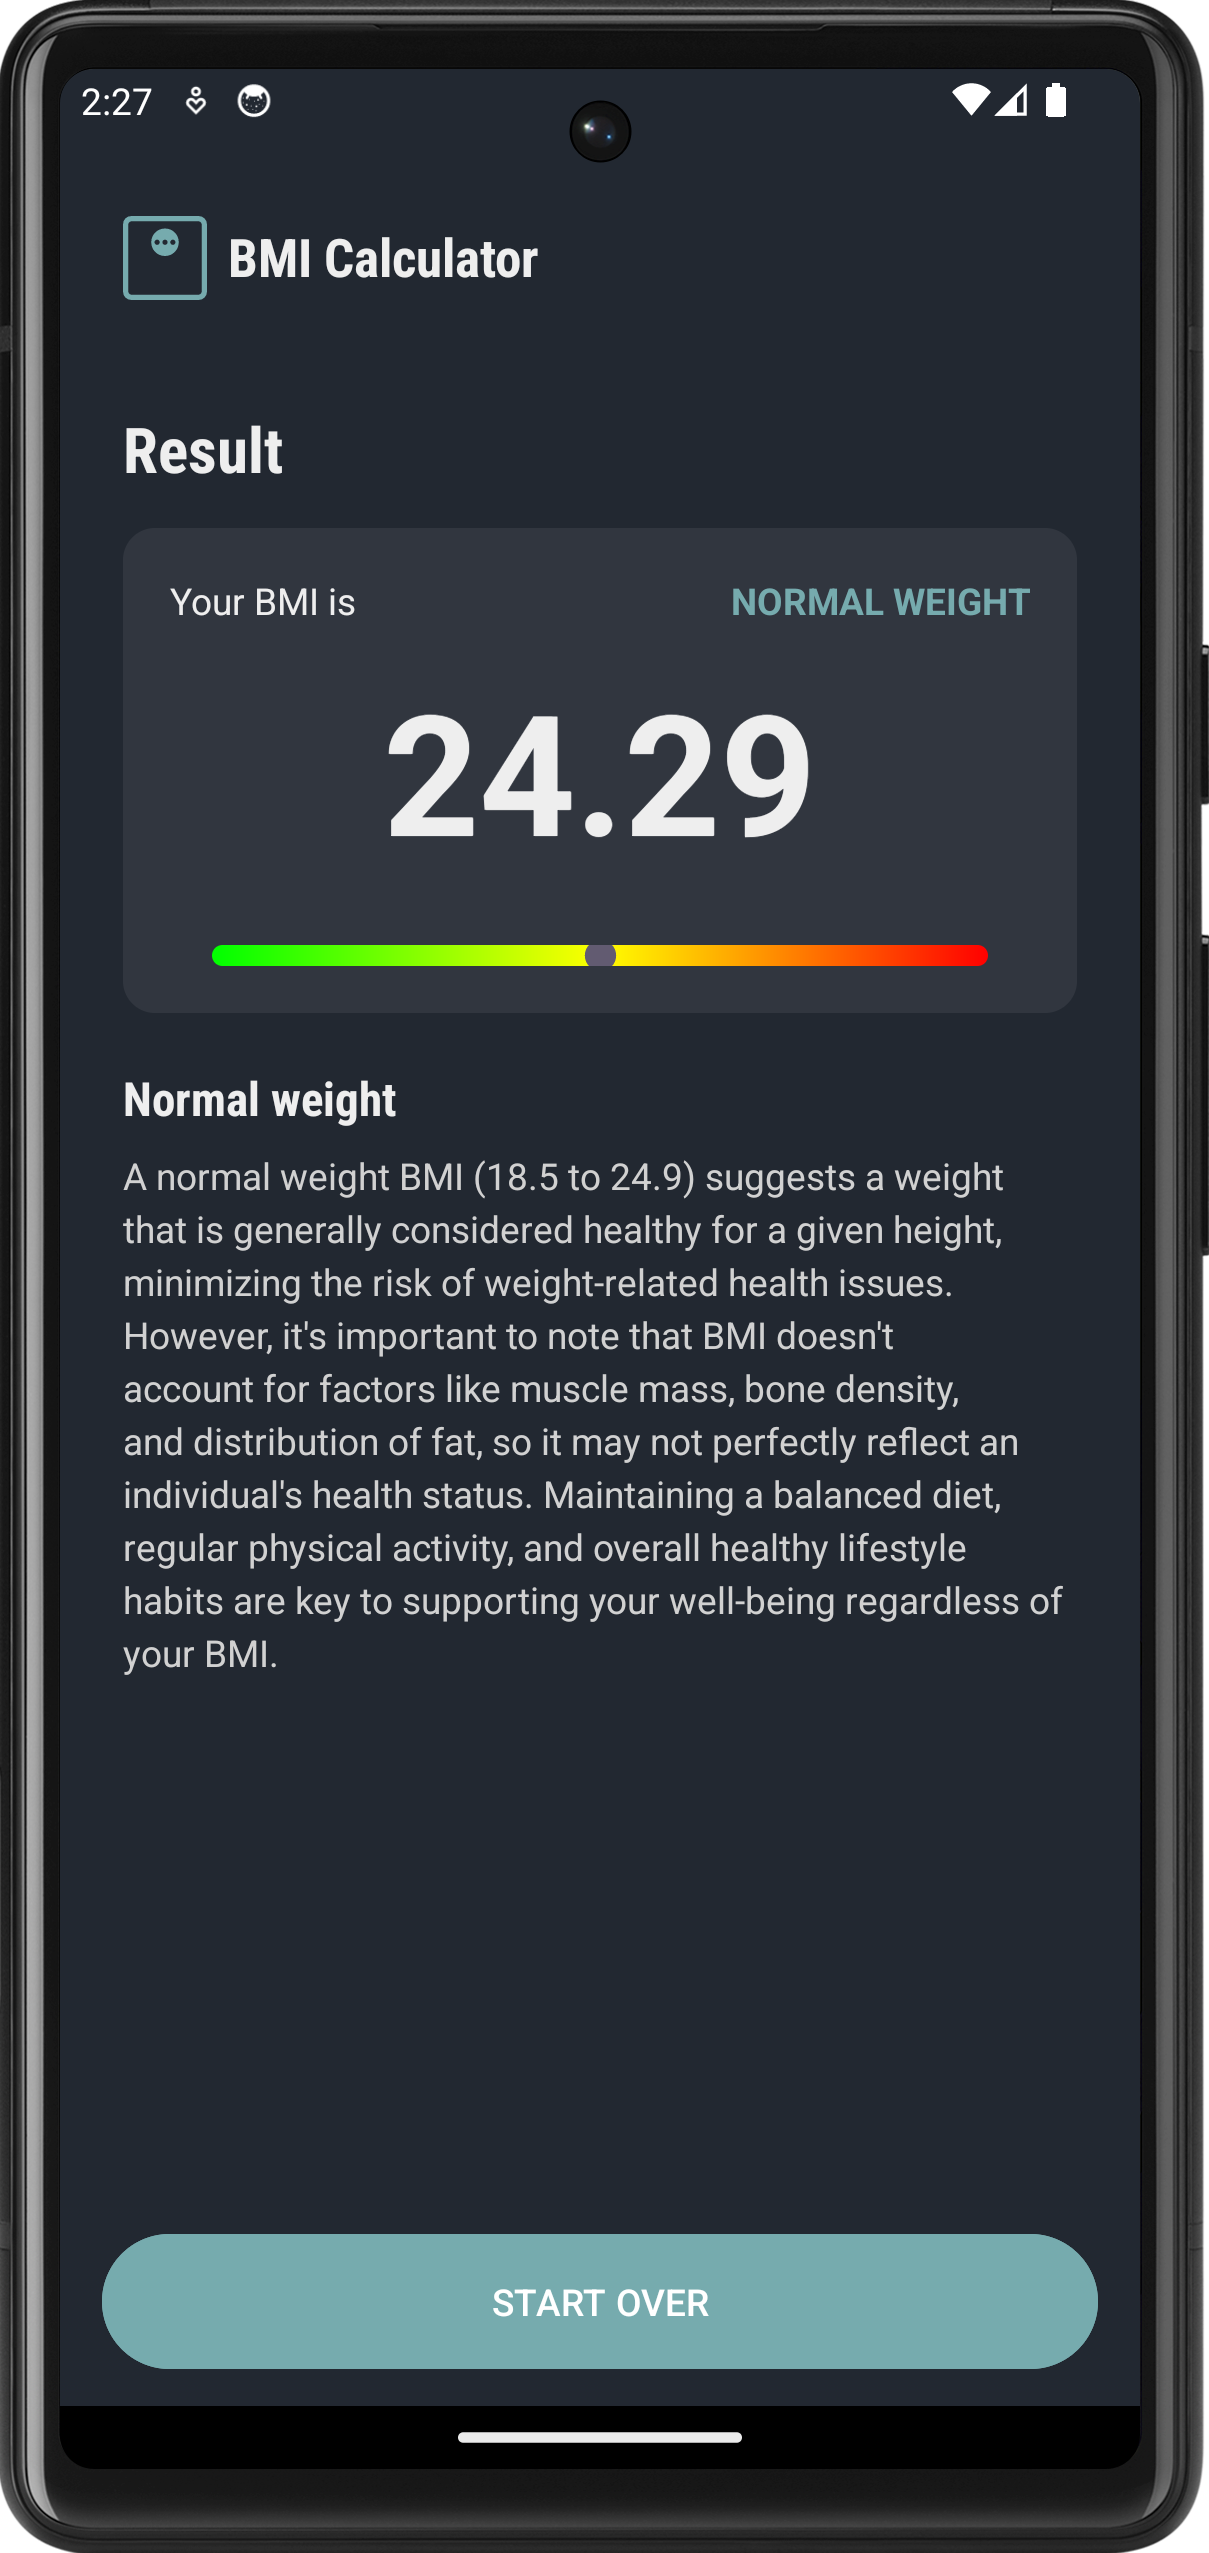 2:27
BMI Calculator
Result
Your BMI is
NORMAL WEIGHT
24.29
Normal weight
A normal weight BMI (18.5 to 24.9) suggests a weight
that is generally considered healthy for a given height,
minimizing the risk of weight-related health issues.
However, it's important to note that BMI doesn't
account for factors like muscle mass, bone density,
and distribution of fat, so it may not perfectly reflect an
individual's health status. Maintaining a balanced diet,
regular physical activity, and overall healthy lifestyle
habits are key to supporting your well-being regardless of
your BMI.
START OVER